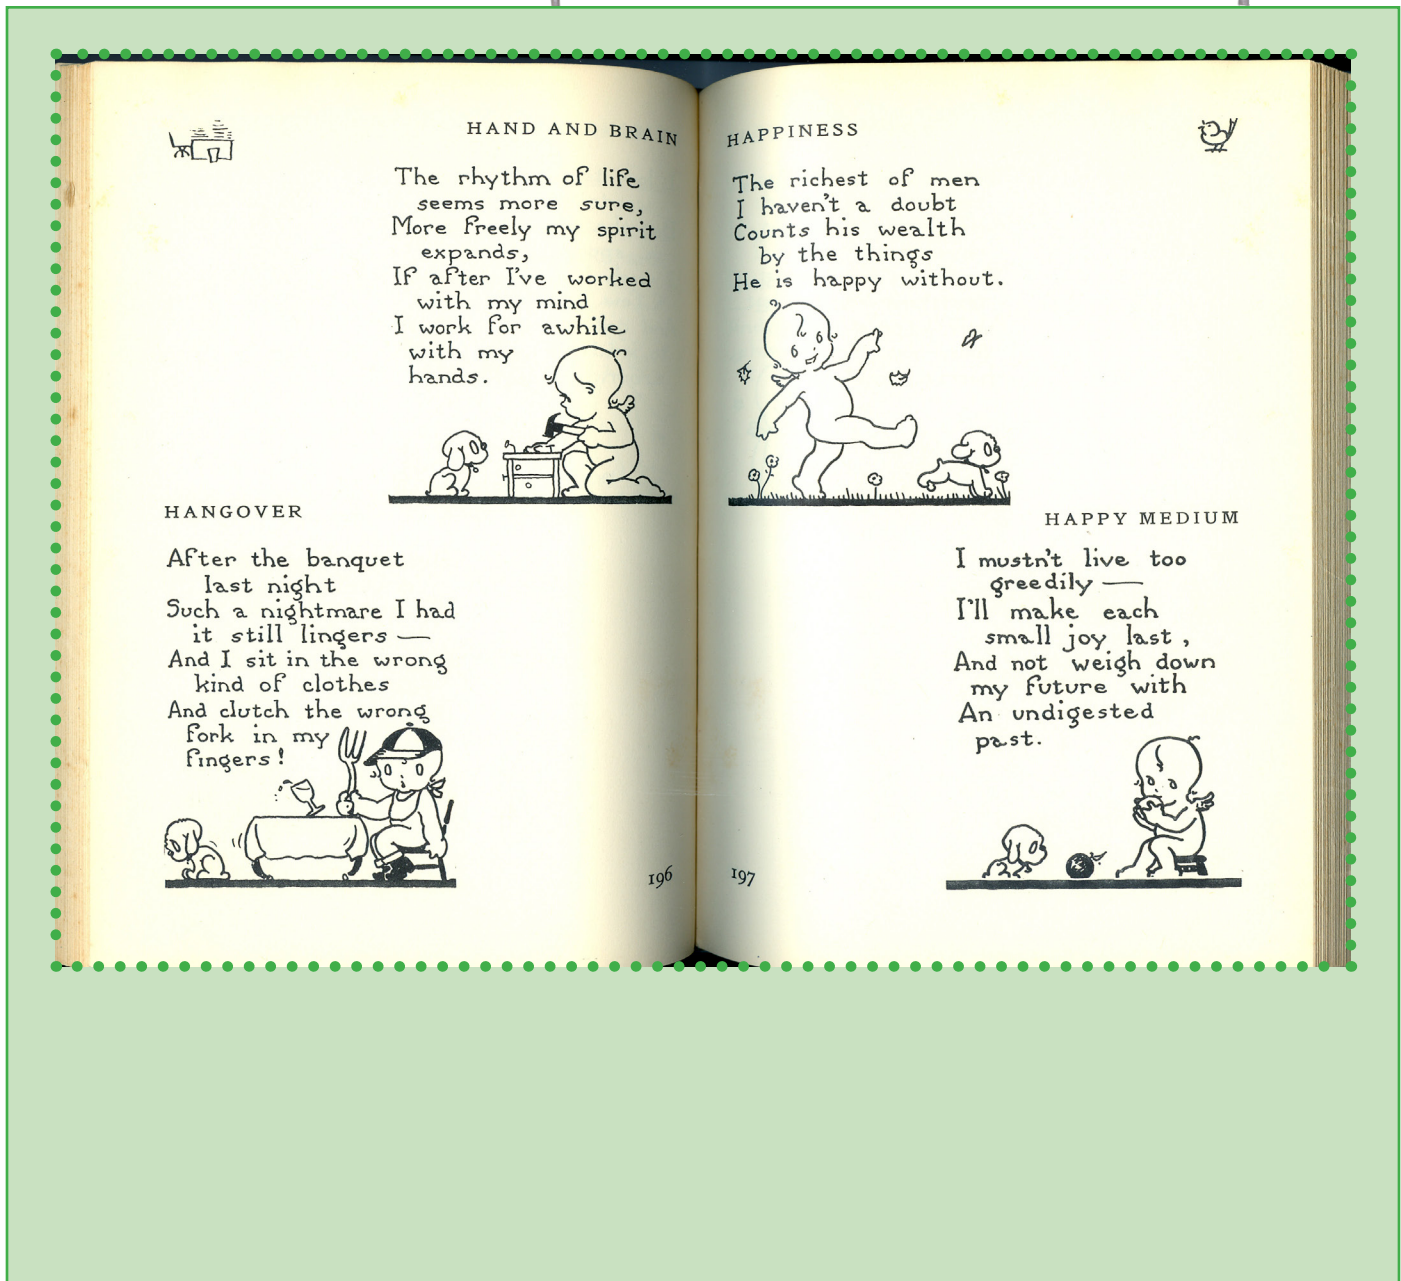 HAND AND BRAIN
The rhythm of life
seems more sure,
More freely my spirit
expands,
If after I've worked
with my mind
I work for awhile
with my
hands.
HANGOVER
After the banquet
last night
Such a nightmare I had
it still lingers —
And I sit in the wrong
kind of clothes
And clutch the wrong
fork in my
fingers!
196
HAPPINESS
The richest of men
I haven't a doubt
Counts his wealth
by the things
He is happy without.
HAPPY MEDIUM
I mustn't live too
greedily —
I'll make each
small joy last,
And not weigh down
my future with
An undigested
past.
197